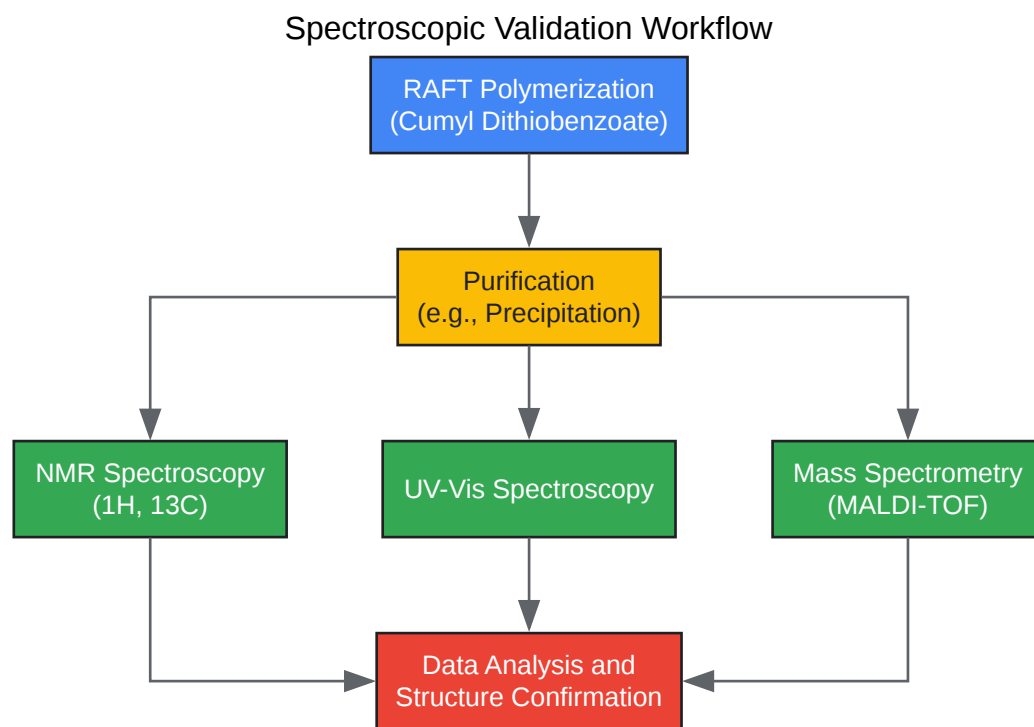 Spectroscopic Validation Workflow
RAFT Polymerization
(Cumyl Dithiobenzoate)
Purification
(e.g., Precipitation)
NMR Spectroscopy
(1H, 13C)
UV-Vis Spectroscopy
Mass Spectrometry
(MALDI-TOF)
Data Analysis and
Structure Confirmation